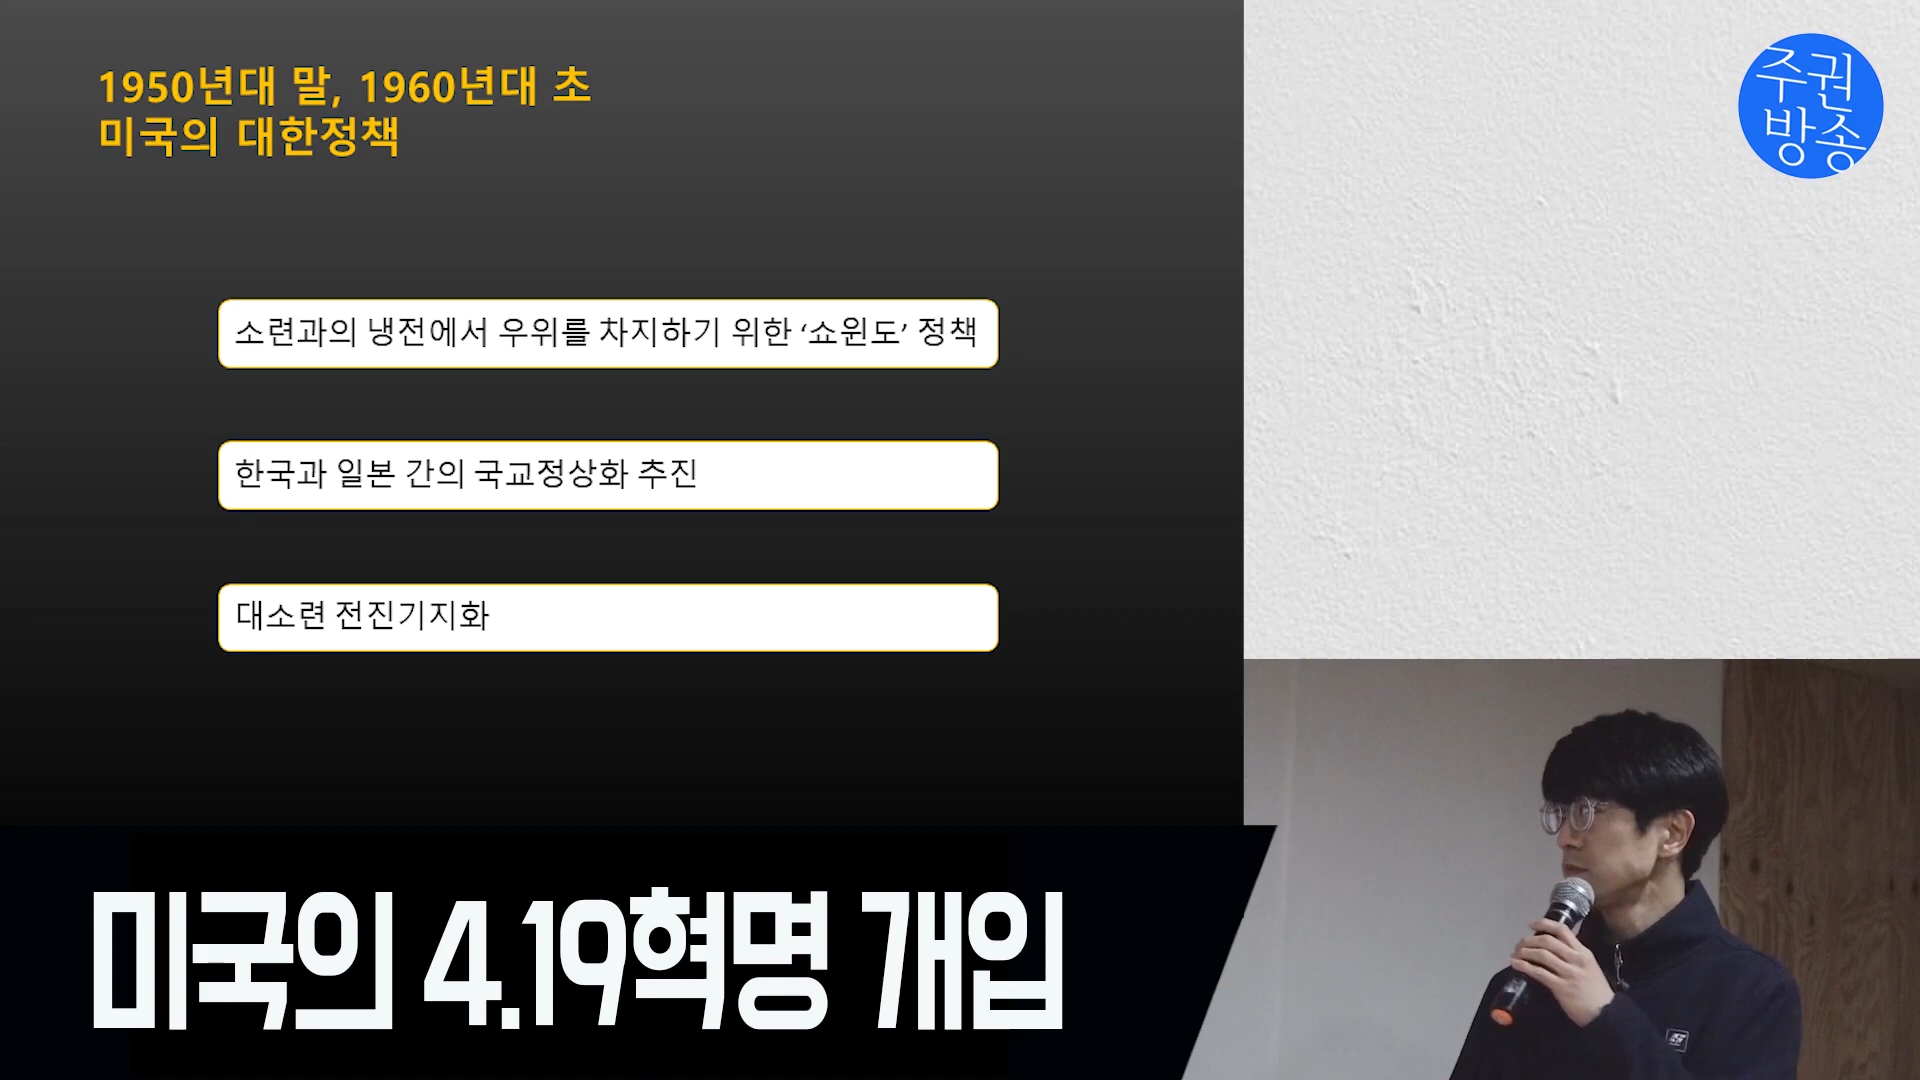 1950년대 말, 1960년대 초
미국의 대한정책
주권
방송
소련과의 냉전에서 우위를 차지하기 위한 ‘쇼윈도’ 정책
한국과 일본 간의 국교정상화 추진
대소련 전진기지화
미국의 4.19혁명 개입